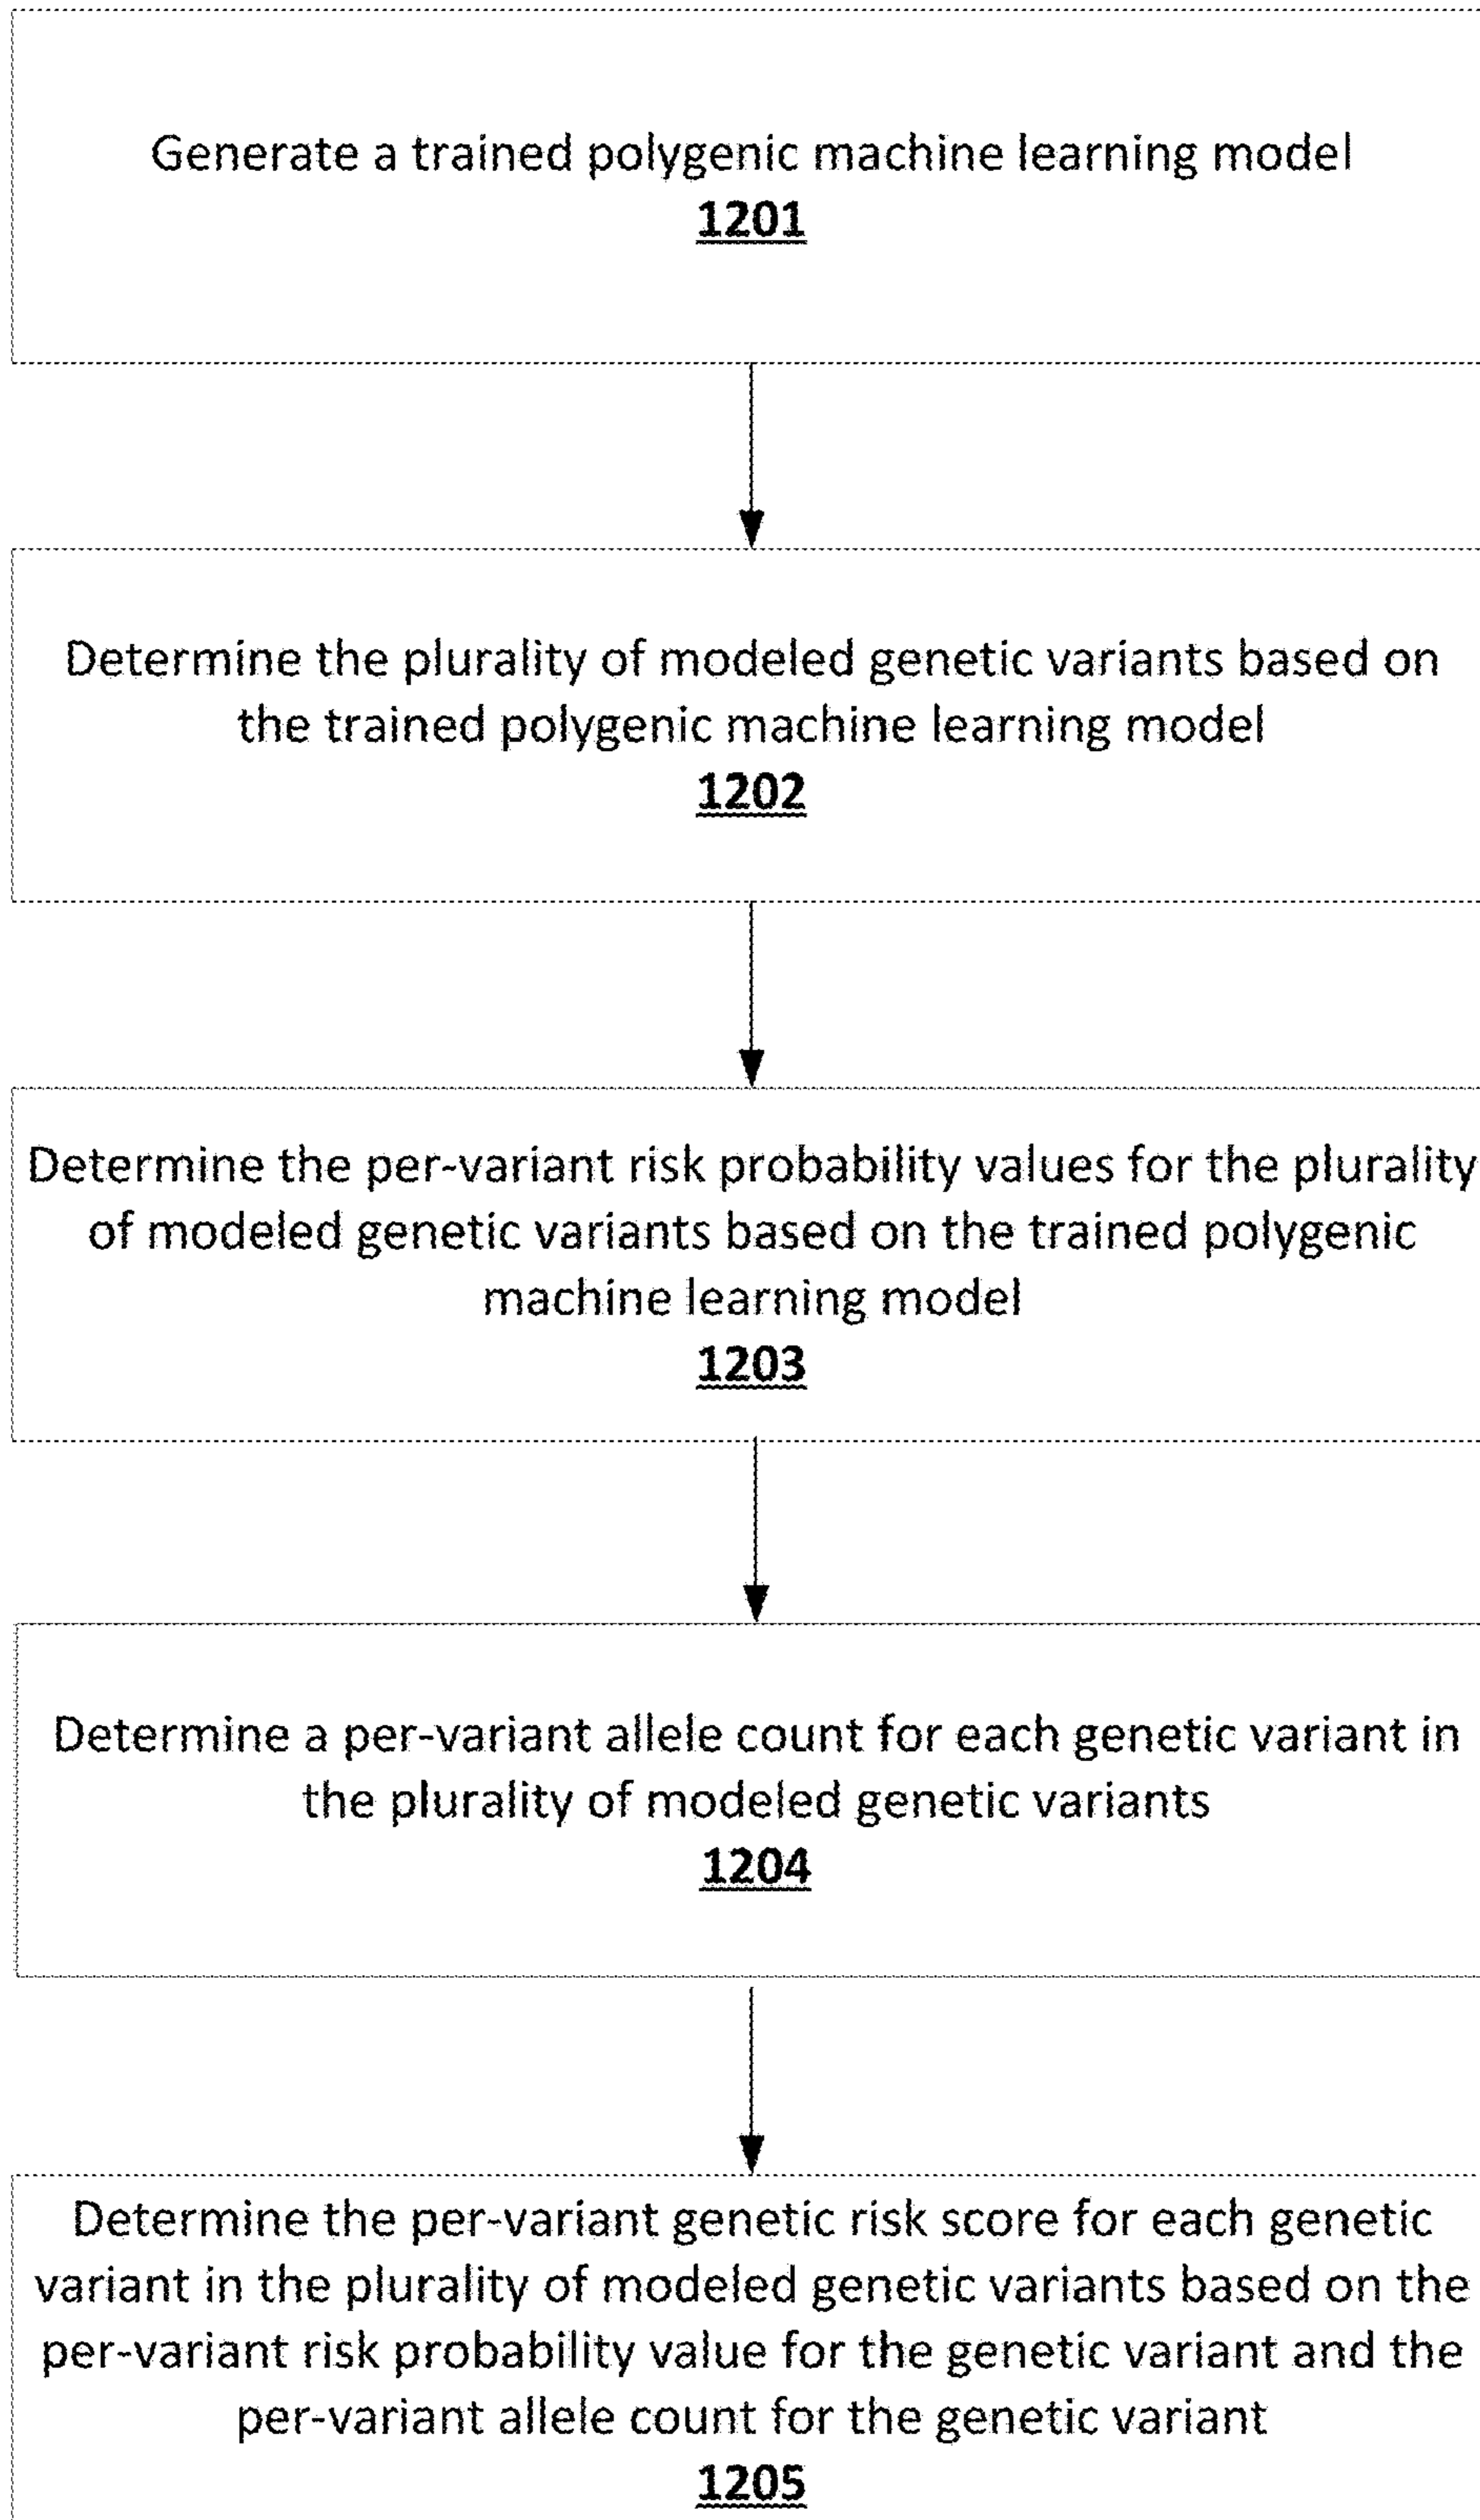 Generate a trained polygenic machine learning model
1201
Determine the plurality of modeled genetic variants based on
the trained polygenic machine learning model
1202
Determine the per-variant risk probability values for the plurality
of modeled genetic variants based on the trained polygenic
machine learning model
1203
Determine a per-variant allele count for each genetic variant in
the plurality of modeled genetic variants
1204
Determine the per-variant genetic risk score for each genetic
variant in the plurality of modeled genetic variants based on the
per-variant risk probability value for the genetic variant and the
per-variant allele count for the genetic variant
1205